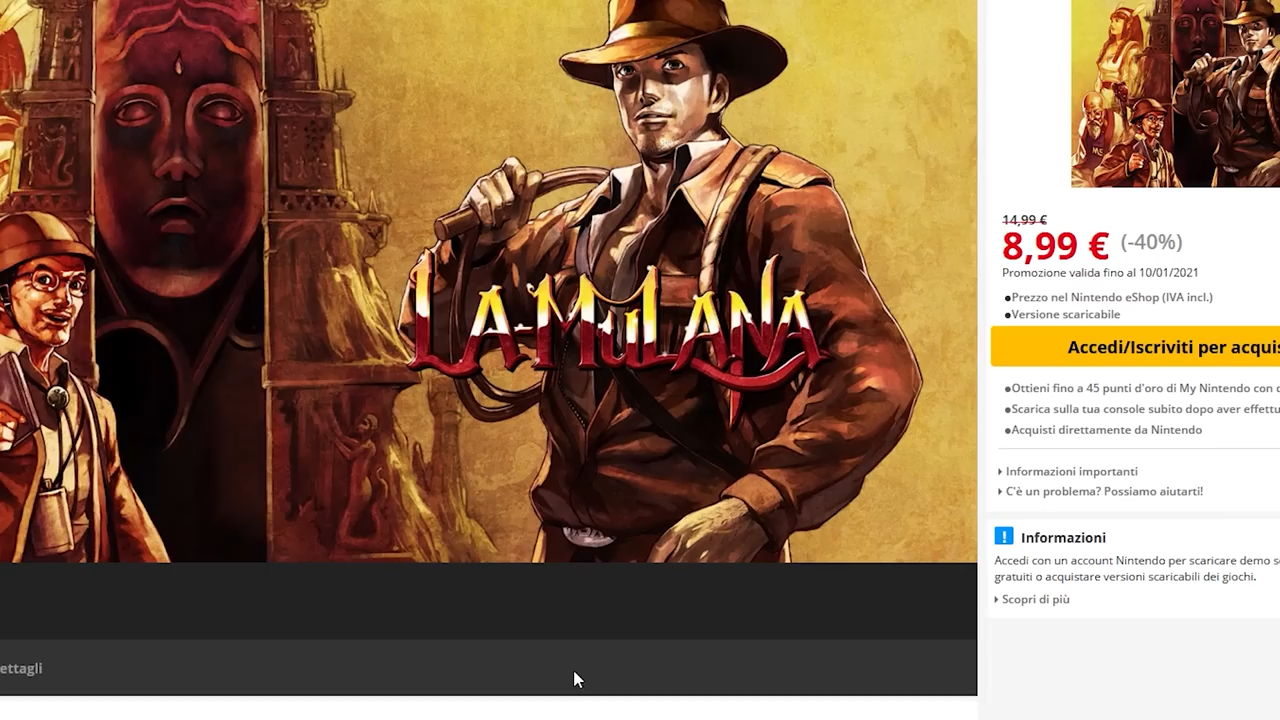 LA-MULANA
ME
14,99 €
8,99 € (-40%)
Promozione valida fino al 10/01/2021
●Prezzo nel Nintendo eShop (IVA incl.)
●Versione scaricabile
Accedi/Iscriviti per acquis
●Ottieni fino a 45 punti d'oro di My Nintendo con
●Scarica sulla tua console subito dopo aver effettu
●Acquisti direttamente da Nintendo
Informazioni importanti
C'è un problema? Possiamo aiutarti!
! Informazioni
Accedi con un account Nintendo per scaricare demo s
gratuiti o acquistare versioni scaricabili dei giochi.
Scopri di più
ettagli